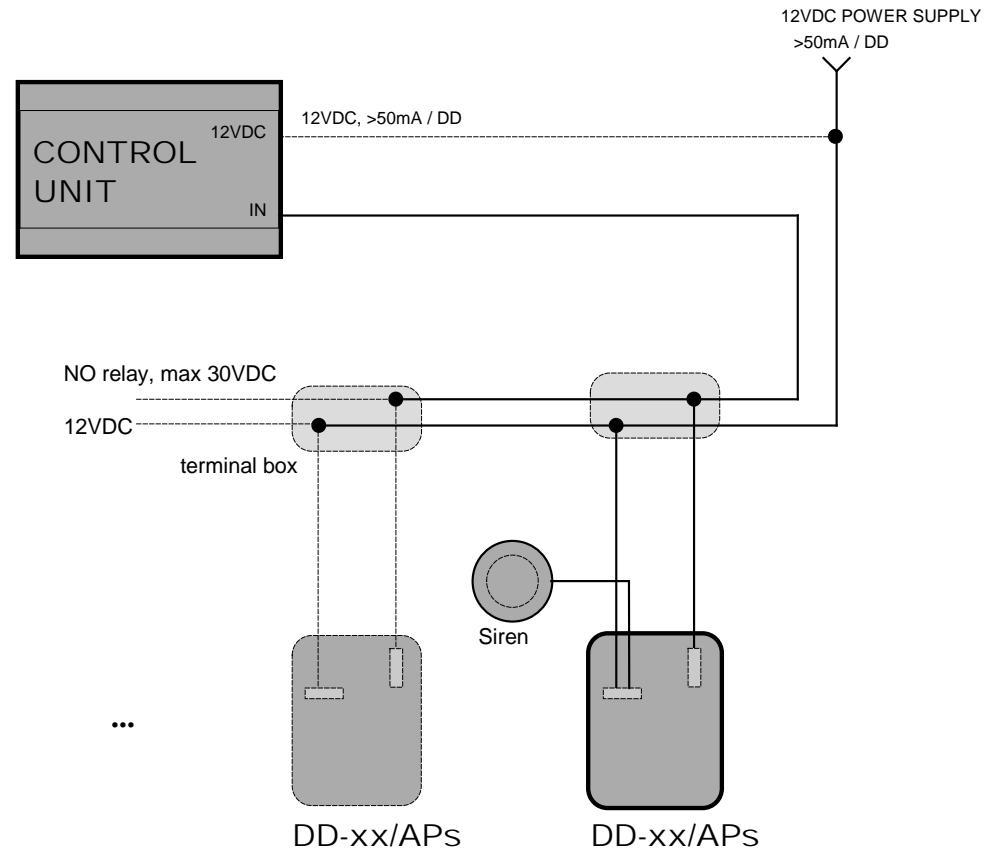 12VDC POWER SUPPLY
>50mA / DD
12VDC, >50mA / DD
12VDC
CONTROL
UNIT
IN
NO relay, max 30VDC
12VDC
terminal box
Siren
...
DD-xx/APs
DD-xx/APs